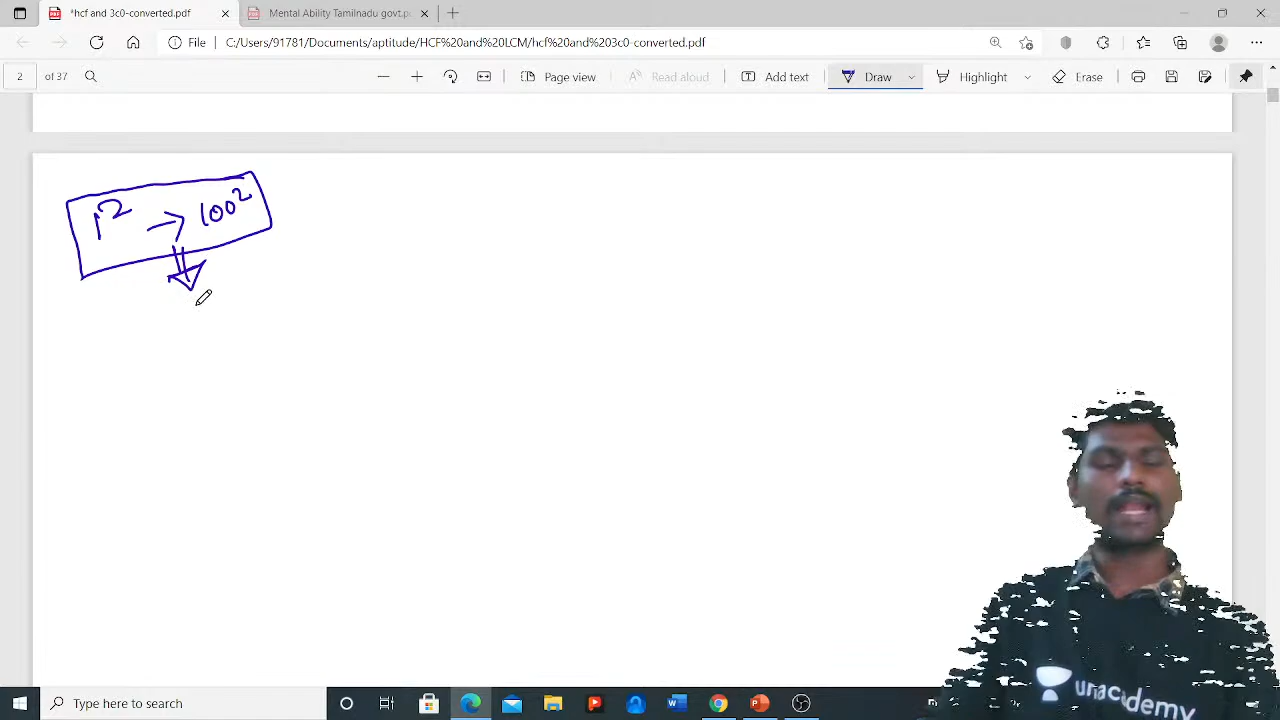 *hcf and 3c0-converted.pdf
Mental Ability Tamilnadu govt.p
File C:/Users/91781/Documents/aptitude/HCF%20and%20LCM/hcf%20and%203c0-converted.pdf
2 of 37 Page view Read aloud Add text Draw Highlight Erase
1² → 100²
unacademy
Type here to search